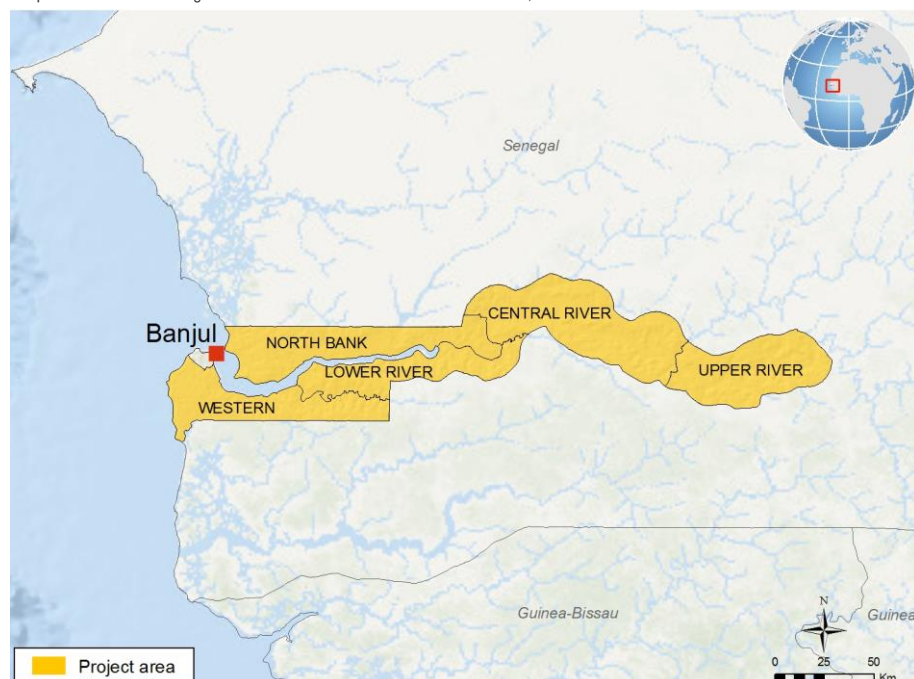 Senegal
Banjul
NORTH BANK
CENTRAL RIVER
LOWER RIVER
UPPER RIVER
WESTERN
Guinea-Bissau
N
Project area
0 25 50
Km